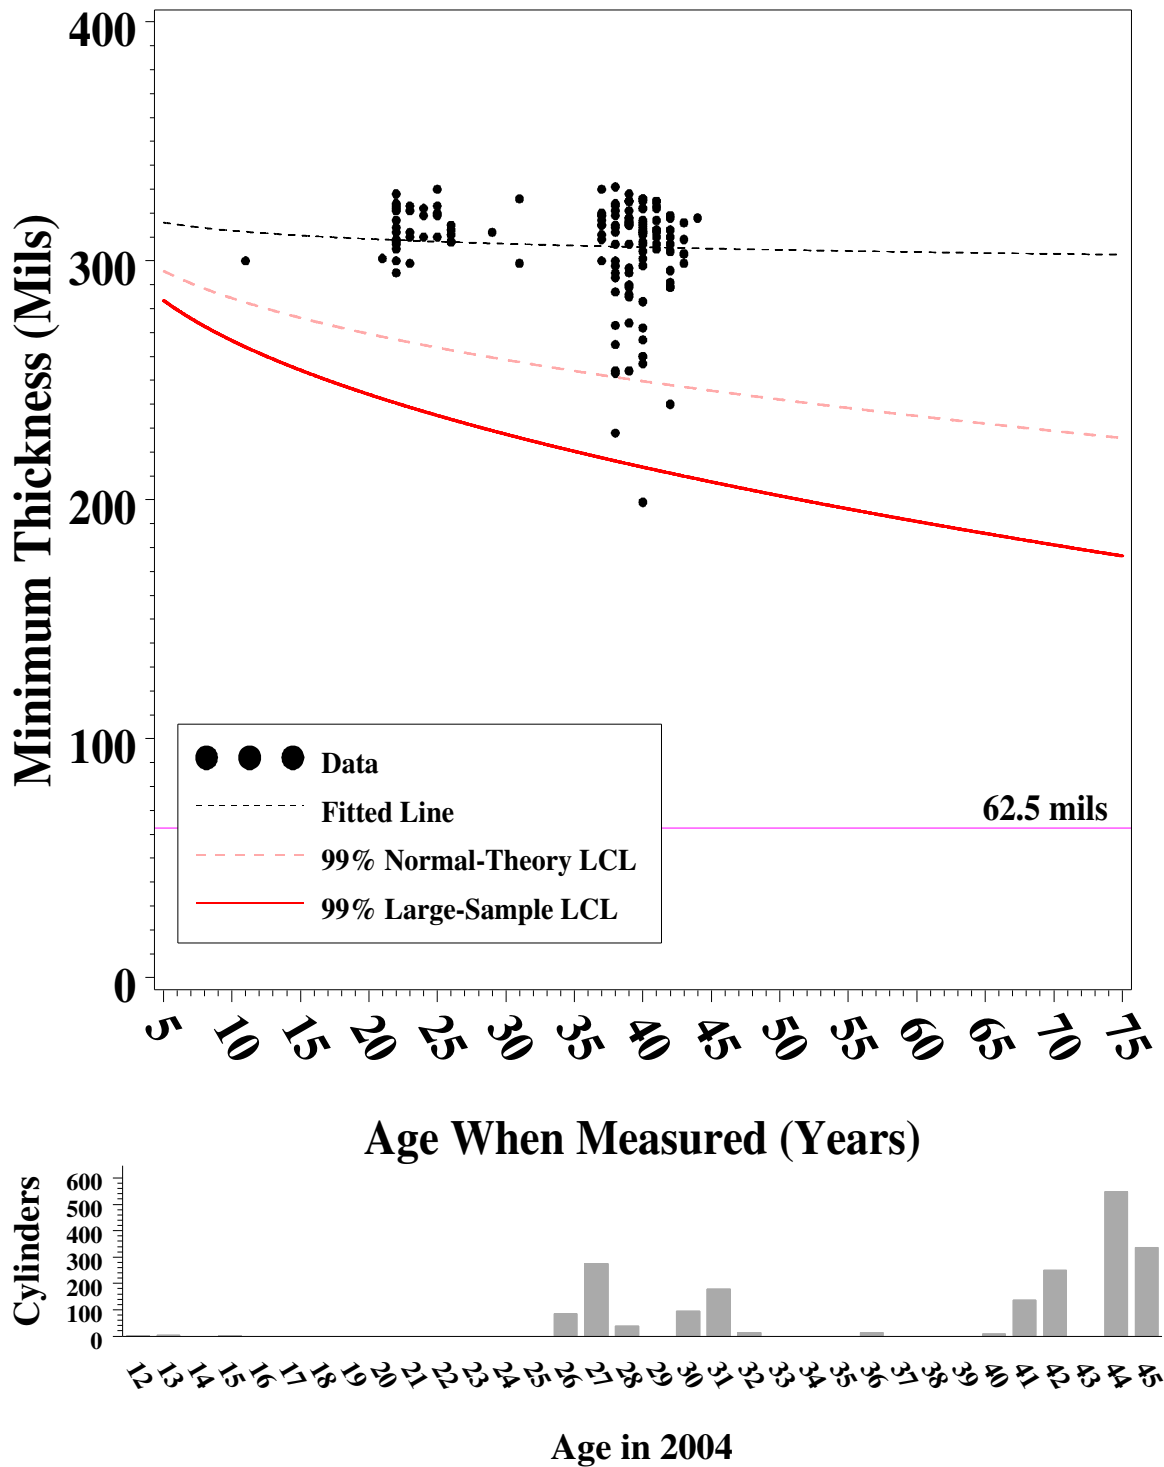 400
300
200
100
0
Minimum Thickness (Mils)
62.5 mils
Data
Fitted Line
99% Normal-Theory LCL
99% Large-Sample LCL
5 10 15 20 25 30 35 40 45 50 55 60 65 70 75
Age When Measured (Years)
600
500
400
300
200
100
0
Cylinders
12 13 14 15 16 17 18 19 20 21 22 23 24 25 26 27 28 29 30 31 32 33 34 35 36 37 38 39 40 41 42 43 44 45
Age in 2004